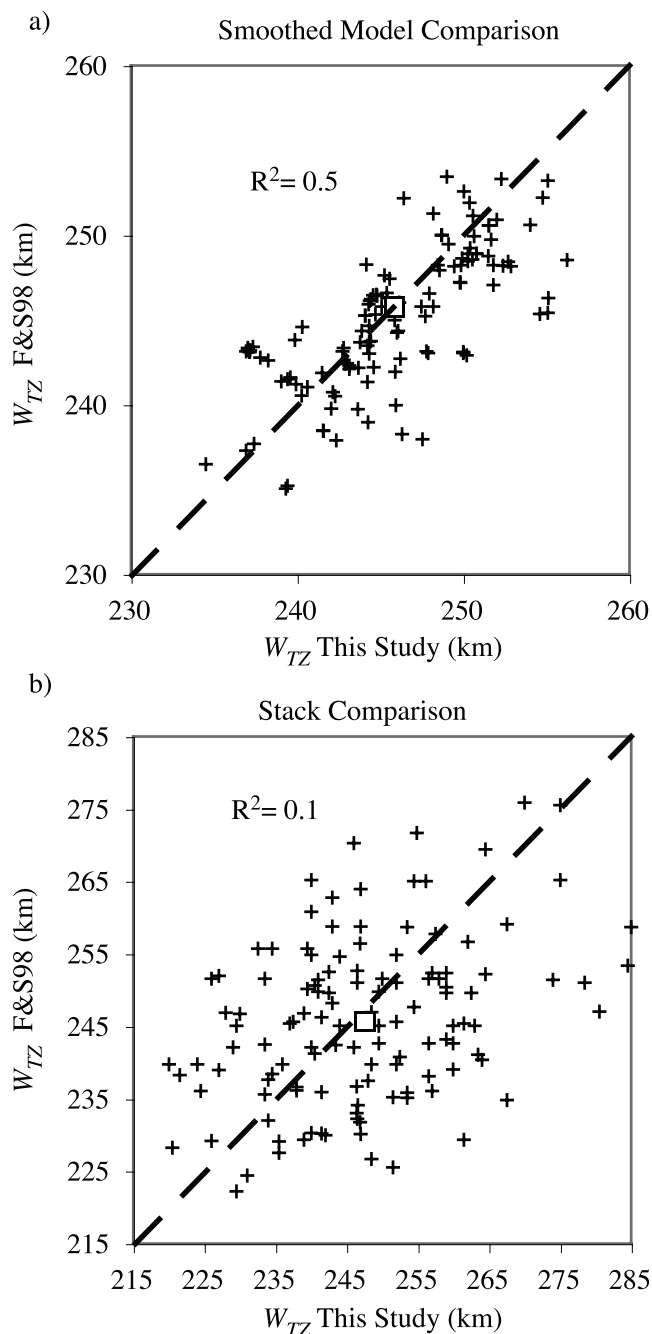 a)
Smoothed Model Comparison
260
R²= 0.5
250
W_TZ F&S98 (km)
240
230
230 240 250 260
W_TZ This Study (km)
b)
Stack Comparison
285
275
R²= 0.1
265
W_TZ F&S98 (km)
255
245
235
225
215
215 225 235 245 255 265 275 285
W_TZ This Study (km)